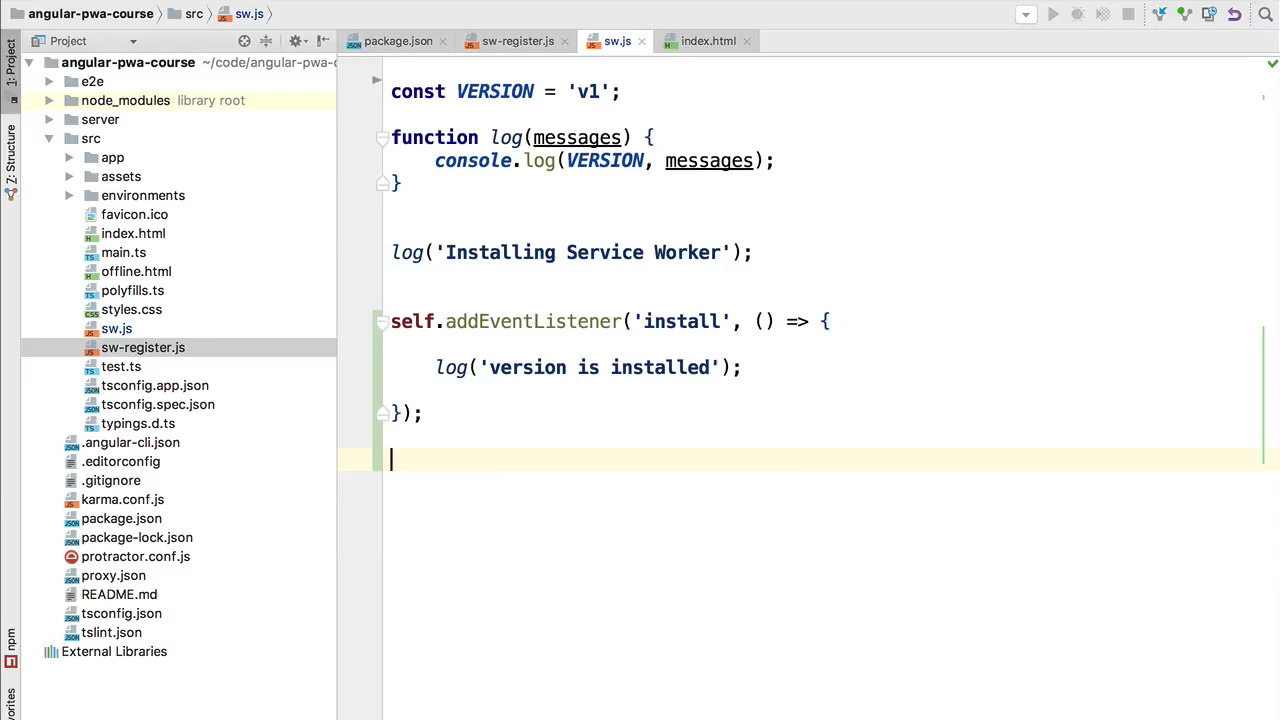 angular-pwa-course
src
sw.js
1: Project
Z: Structure
npm
orites
Project
package.json
sw-register.js
sw.js
index.html
angular-pwa-course ~/code/angular-pwa-c
e2e
node_modules library root
server
src
app
assets
environments
favicon.ico
index.html
main.ts
offline.html
polyfills.ts
styles.css
sw.js
sw-register.js
test.ts
tsconfig.app.json
tsconfig.spec.json
typings.d.ts
.angular-cli.json
.editorconfig
.gitignore
karma.conf.js
package.json
package-lock.json
protractor.conf.js
proxy.json
README.md
tsconfig.json
tslint.json
External Libraries
const VERSION = 'v1';
function log(messages) {
console.log(VERSION, messages);
}
log('Installing Service Worker');
self.addEventListener('install', () => {
log('version is installed');
});